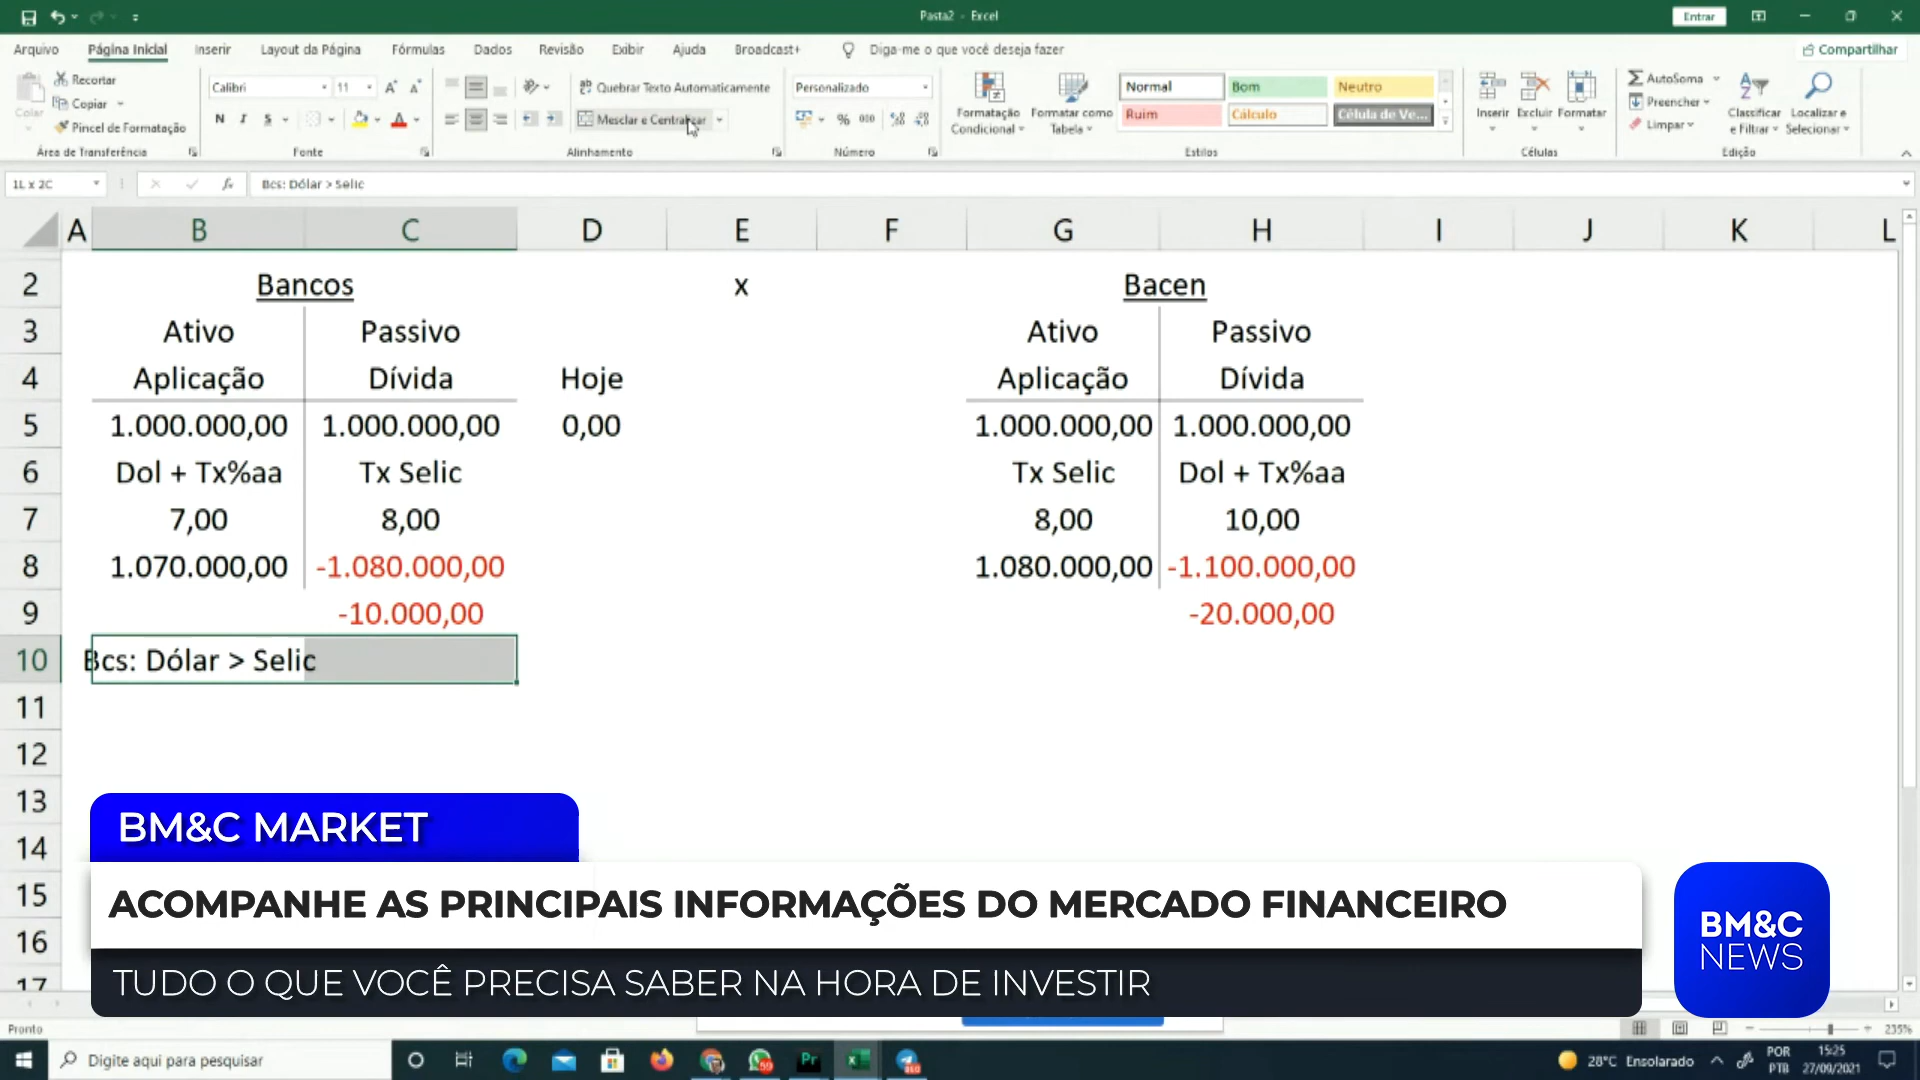 Pasta2 - Excel
Entrar
Arquivo Página Inicial Inserir Layout da Página Fórmulas Dados Revisão Exibir Ajuda Broadcast+ Diga-me o que você deseja fazer Compartilhar
Recortar
Copiar
Pincel de Formatação
Colar
Área de Transferência
Calibri 11
N I S
Fonte
Quebrar Texto Automaticamente
Mesclar e Centralizar
Alinhamento
Personalizado
% 000
Número
Formatação Condicional
Formatar como Tabela
Normal Bom Neutro
Ruim Cálculo Célula de Ve...
Estilos
Inserir Excluir Formatar
Células
AutoSoma
Preencher
Limpar
Classificar e Filtrar
Localizar e Selecionar
Edição
1L x 2C fx Bcs: Dólar > Selic
A B C D E F G H I J K L
2 Bancos x Bacen
3 Ativo Passivo Ativo Passivo
4 Aplicação Dívida Hoje Aplicação Dívida
5 1.000.000,00 1.000.000,00 0,00 1.000.000,00 1.000.000,00
6 Dol + Tx%aa Tx Selic Tx Selic Dol + Tx%aa
7 7,00 8,00 8,00 10,00
8 1.070.000,00 -1.080.000,00 1.080.000,00 -1.100.000,00
9 -10.000,00 -20.000,00
10 Bcs: Dólar > Selic
11
12
13
14
15
16
17
BM&C MARKET
ACOMPANHE AS PRINCIPAIS INFORMAÇÕES DO MERCADO FINANCEIRO
TUDO O QUE VOCÊ PRECISA SABER NA HORA DE INVESTIR
BM&C
NEWS
Pronto
235%
Digite aqui para pesquisar
Pr
28°C Ensolarado
POR
PTB
15:25
27/09/2021